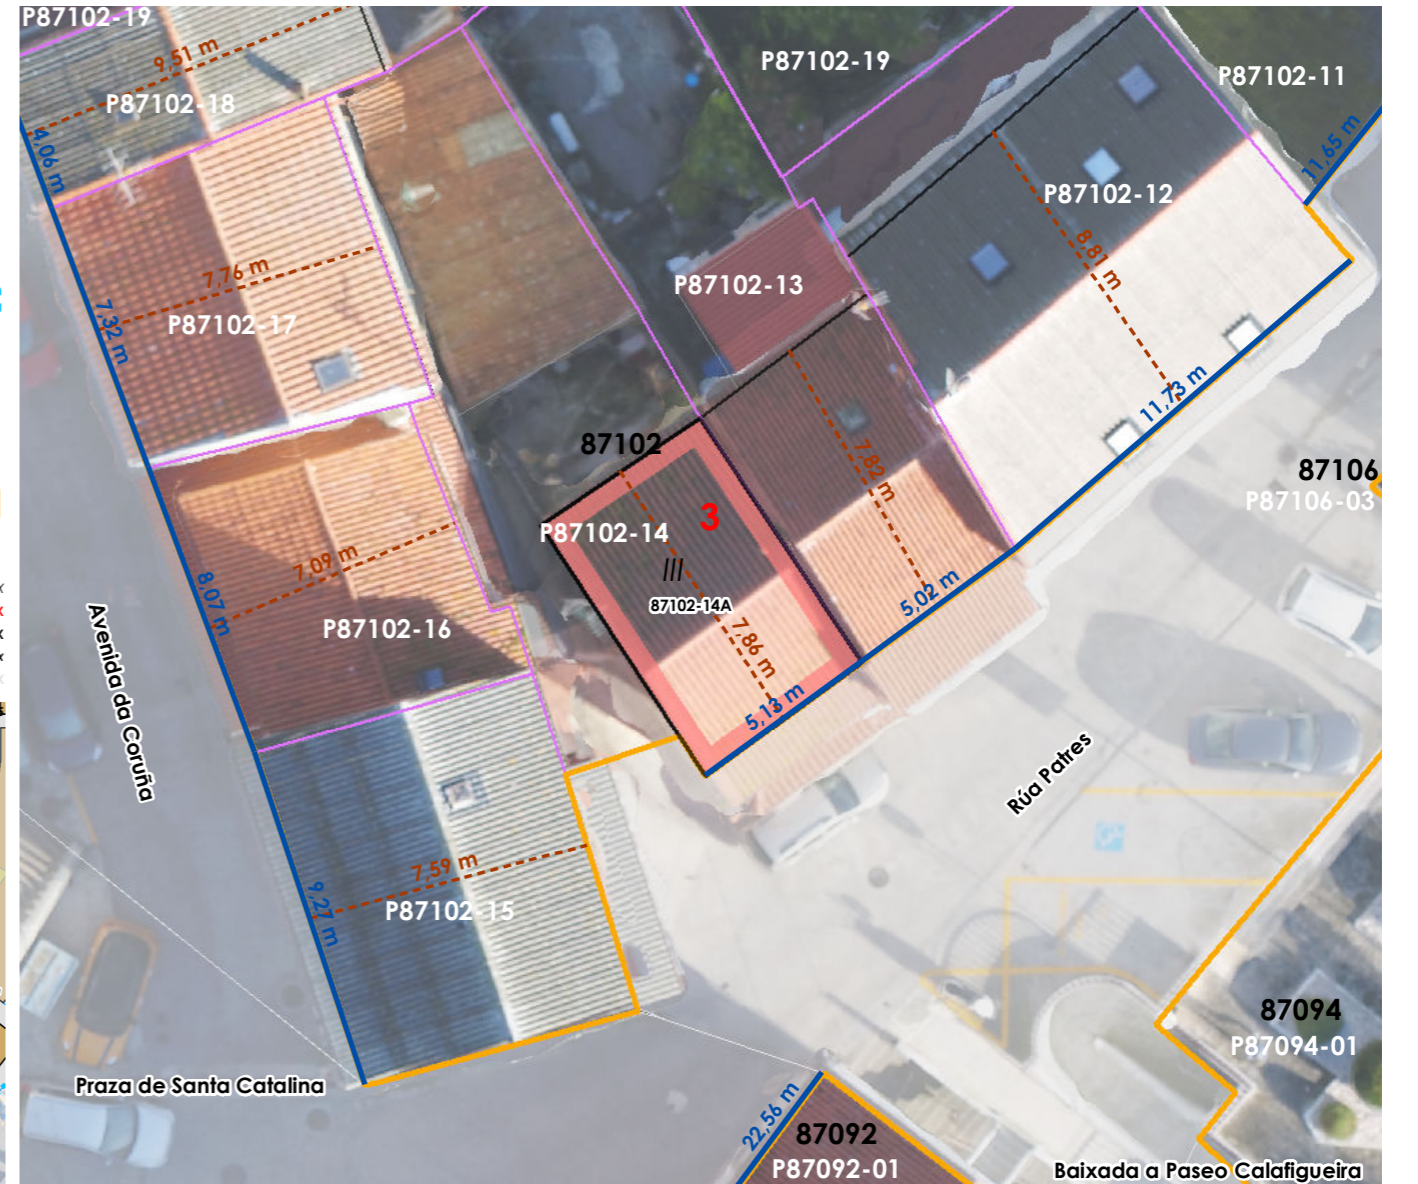 P87102-19
9,51 m
P87102-18
4,06 m
P87102-19
P87102-11
11,65 m
P87102-12
8,81 m
7,76 m
P87102-17
7,32 m
P87102-13
11,73 m
87102
7,82 m
87106
P87106-03
3
P87102-14
III
87102-14A
7,09 m
8,07 m
5,02 m
P87102-16
7,86 m
5,13 m
Avenida da Coruña
Rúa Patres
7,59 m
P87102-15
9,27 m
87094
P87094-01
Praza de Santa Catalina
22,56 m
87092
P87092-01
Baixada a Paseo Calafigueira